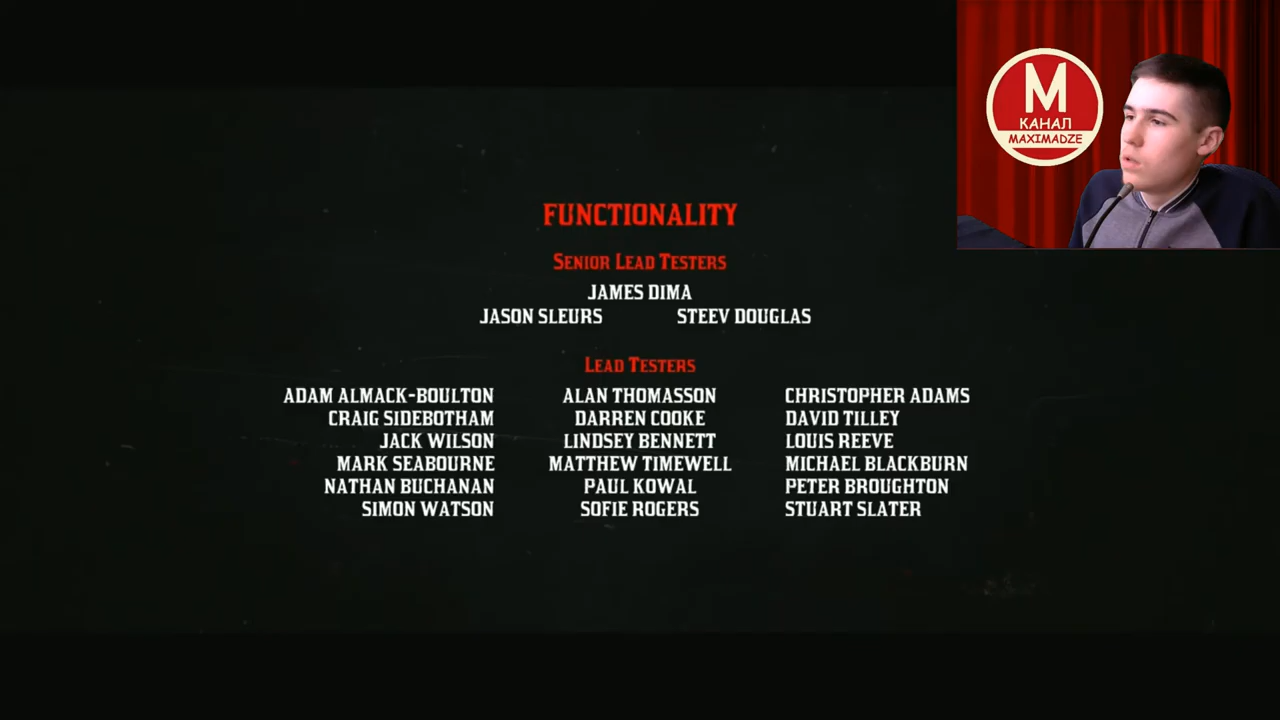 FUNCTIONALITY
SENIOR LEAD TESTERS
JAMES DIMA
JASON SLEURS STEEV DOUGLAS
LEAD TESTERS
ADAM ALMACK-BOULTON ALAN THOMASSON CHRISTOPHER ADAMS
CRAIG SIDEBOTHAM DARREN COOKE DAVID TILLEY
JACK WILSON LINDSEY BENNETT LOUIS REEVE
MARK SEABOURNE MATTHEW TIMEWELL MICHAEL BLACKBURN
NATHAN BUCHANAN PAUL KOWAL PETER BROUGHTON
SIMON WATSON SOFIE ROGERS STUART SLATER
М
КАНАЛ
MAXIMADZE